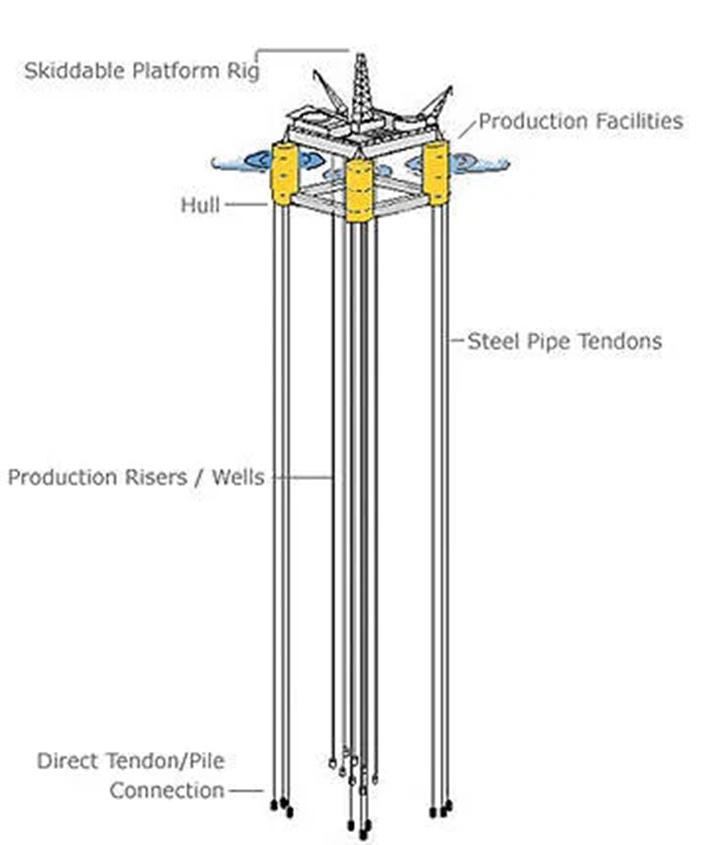 Skiddable Platform Rig
Production Facilities
Hull
Steel Pipe Tendons
Production Risers / Wells
Direct Tendon/Pile
Connection